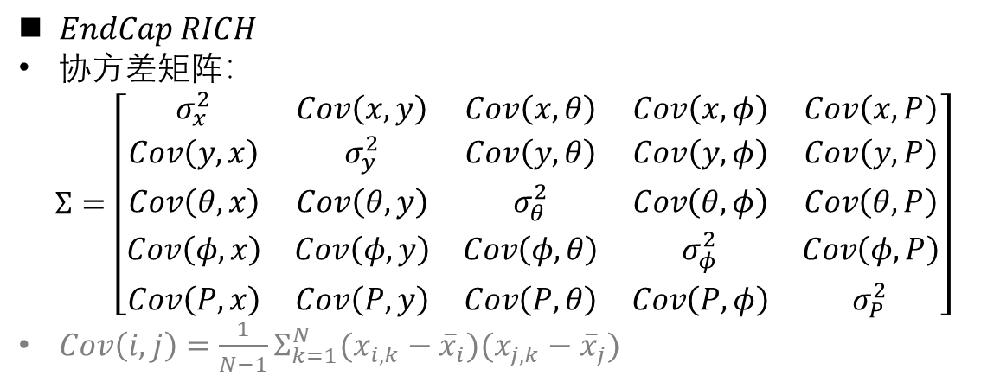 ■ EndCap RICH
• 协方差矩阵:
σ_x^2 Cov(x, y) Cov(x, θ) Cov(x, ϕ) Cov(x, P)
Cov(y, x) σ_y^2 Cov(y, θ) Cov(y, ϕ) Cov(y, P)
Σ = Cov(θ, x) Cov(θ, y) σ_θ^2 Cov(θ, ϕ) Cov(θ, P)
Cov(ϕ, x) Cov(ϕ, y) Cov(ϕ, θ) σ_ϕ^2 Cov(ϕ, P)
Cov(P, x) Cov(P, y) Cov(P, θ) Cov(P, ϕ) σ_P^2
• Cov(i, j) = 1/(N−1) Σ_{k=1}^N (x_{i,k} − x̄_i)(x_{j,k} − x̄_j)